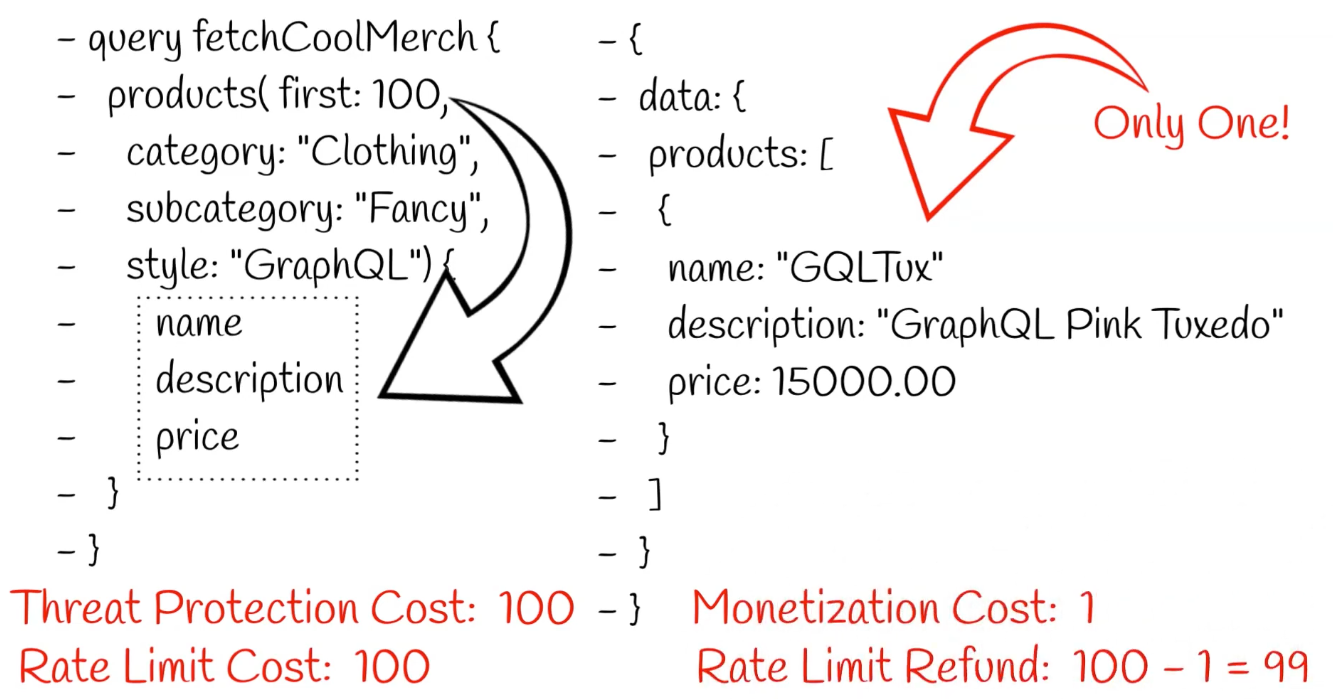 - query fetchCoolMerch {
- products( first: 100,
- category: "Clothing",
- subcategory: "Fancy",
- style: "GraphQL") {
- name
- description
- price
- }
- }
Threat Protection Cost: 100
Rate Limit Cost: 100
- {
- data: {
- products: [
- {
- name: "GQLTux"
- description: "GraphQL Pink Tuxedo"
- price: 15000.00
- }
- ]
- }
- }
Only One!
Monetization Cost: 1
Rate Limit Refund: 100 - 1 = 99